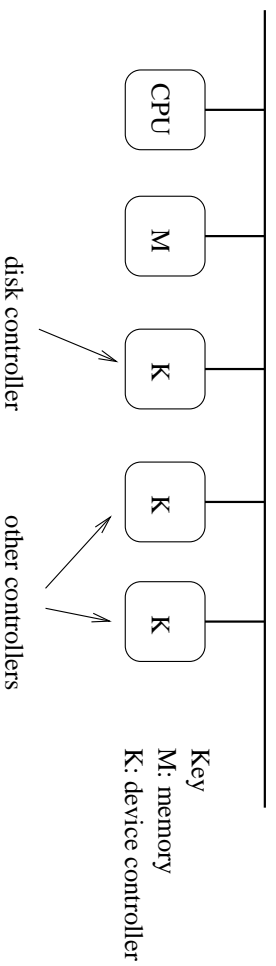 CPU
M
K
K
K
disk controller
other controllers
Key
M: memory
K: device controller